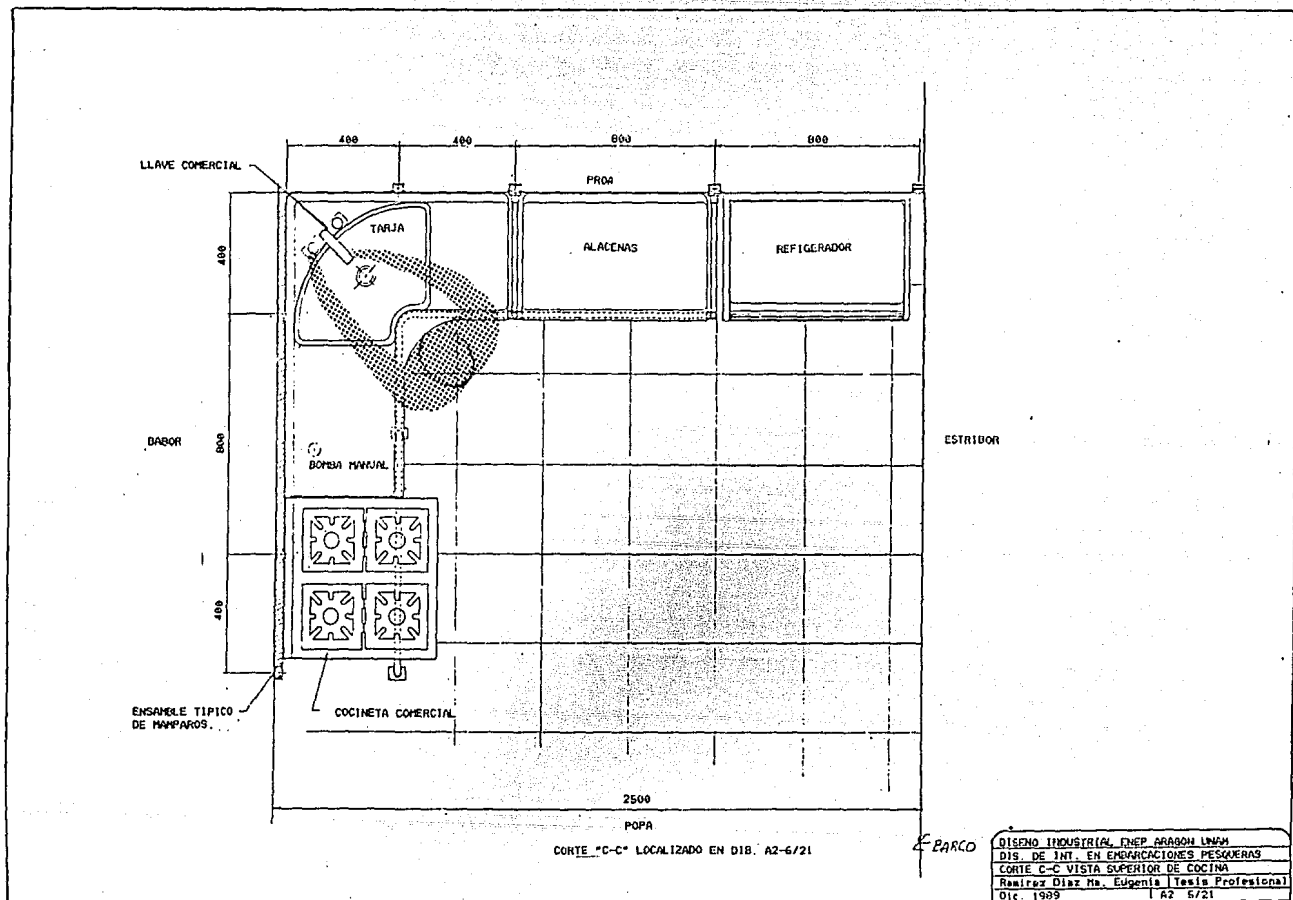 400 400 800 800
LLAVE COMERCIAL
PROA
TARJA
ALACENAS
REFIGERADOR
400
BABOR
800
ESTRIBOR
BOMBA MANUAL
400
ENSAMBLE TIPICO
DE MAMPAROS.
COCINETA COMERCIAL
2500
POPA
CORTE "C-C" LOCALIZADO EN DIB. A2-6/21
BARCO
DISENO INDUSTRIAL ENEP ARAGON UNAM
DIS. DE INT. EN EMBARCACIONES PESQUERAS
CORTE C-C VISTA SUPERIOR DE COCINA
Ramirez Diaz Ma. Eugenia Tesis Profesional
Dic. 1989 A2 6/21